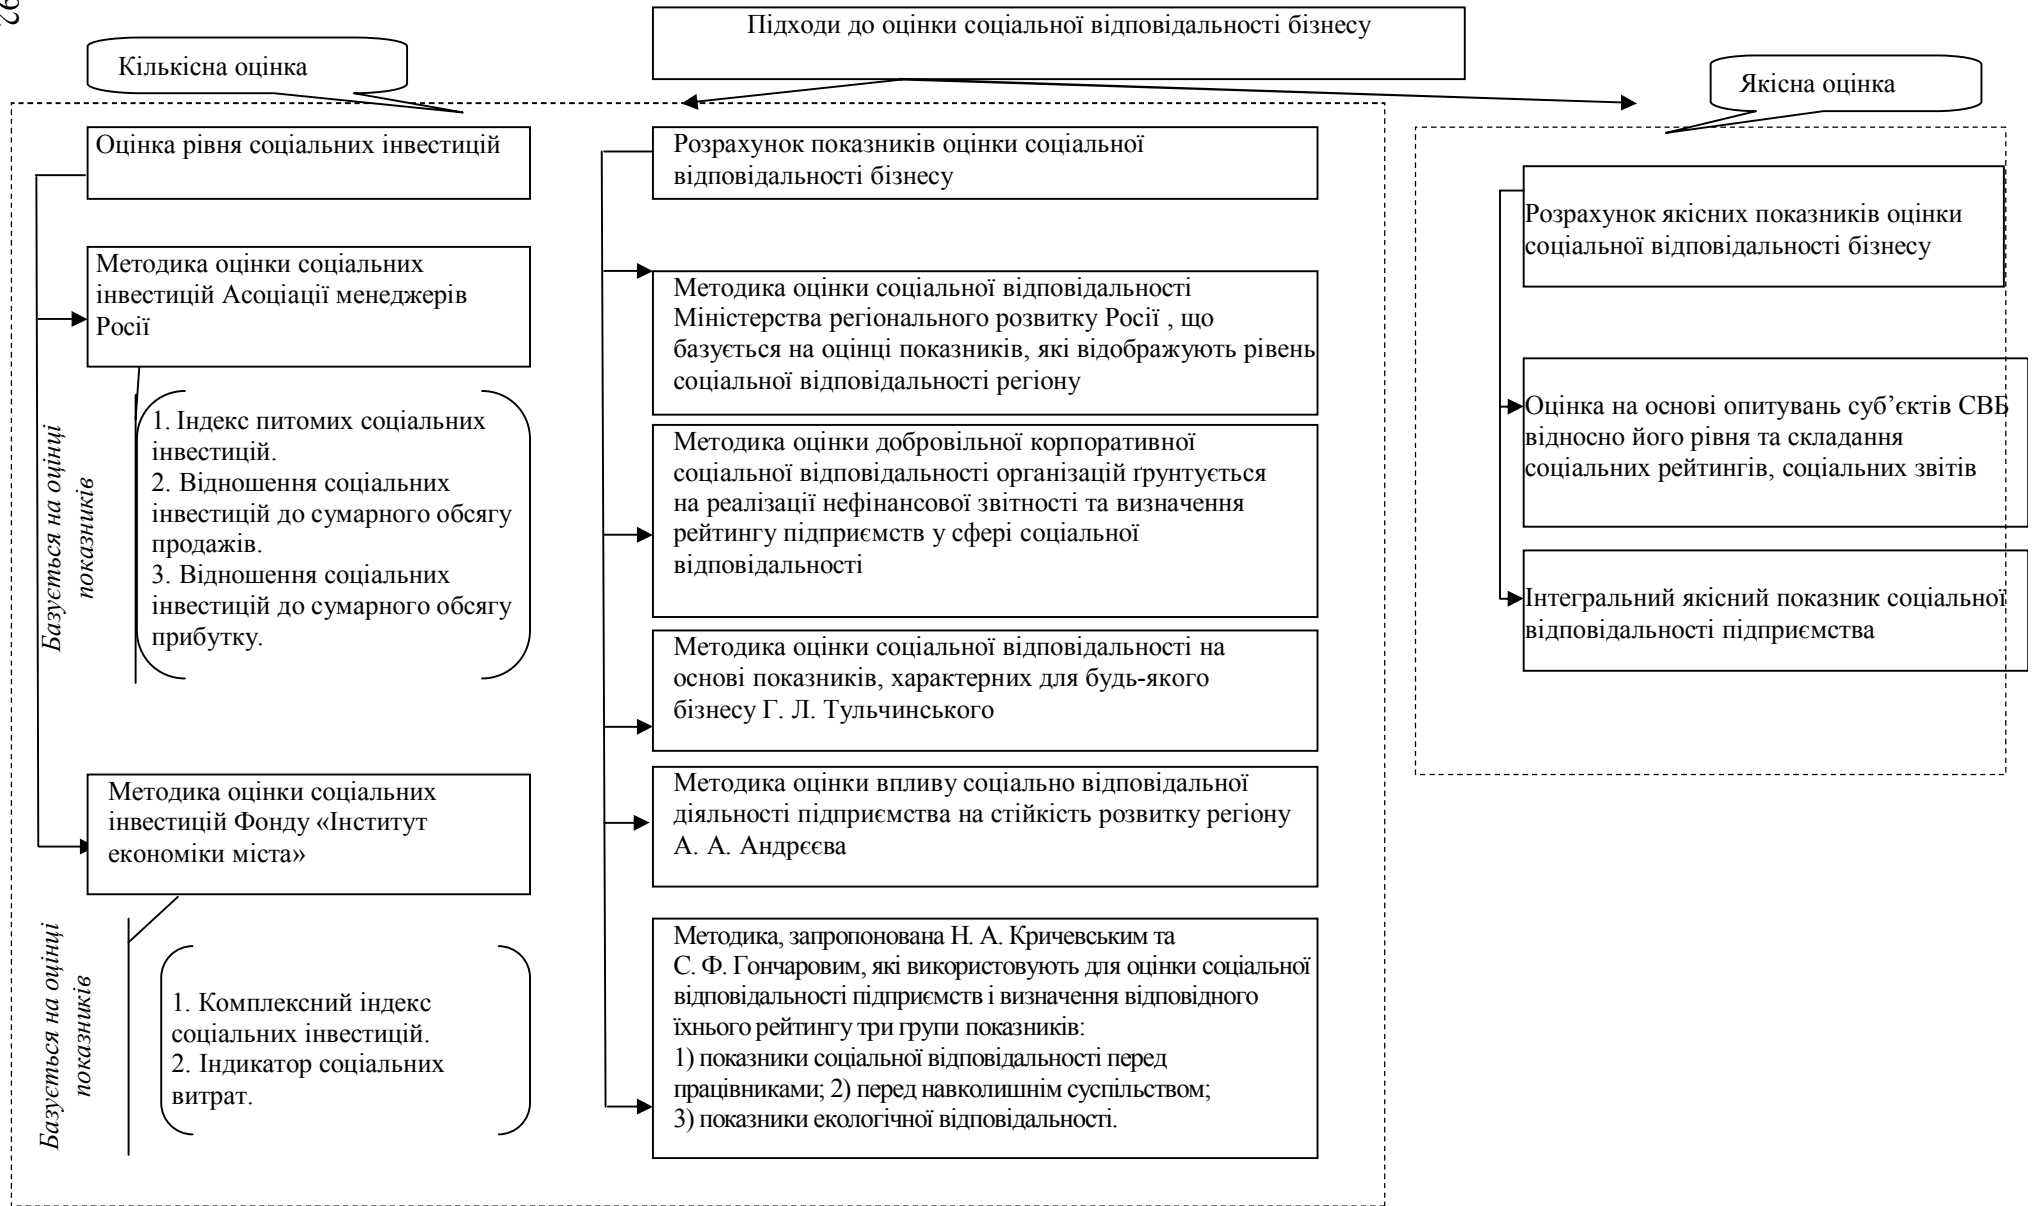 92
Підходи до оцінки соціальної відповідальності бізнесу
Кількісна оцінка
Якісна оцінка
Оцінка рівня соціальних інвестицій
Методика оцінки соціальних
інвестицій Асоціації менеджерів
Росії
Базується на оцінці
показників
1. Індекс питомих соціальних
інвестицій.
2. Відношення соціальних
інвестицій до сумарного обсягу
продажів.
3. Відношення соціальних
інвестицій до сумарного обсягу
прибутку.
Методика оцінки соціальних
інвестицій Фонду «Інститут
економіки міста»
Базується на оцінці
показників
1. Комплексний індекс
соціальних інвестицій.
2. Індикатор соціальних
витрат.
Розрахунок показників оцінки соціальної
відповідальності бізнесу
Методика оцінки соціальної відповідальності
Міністерства регіонального розвитку Росії , що
базується на оцінці показників, які відображують рівень
соціальної відповідальності регіону
Методика оцінки добровільної корпоративної
соціальної відповідальності організацій ґрунтується
на реалізації нефінансової звітності та визначення
рейтингу підприємств у сфері соціальної
відповідальності
Методика оцінки соціальної відповідальності на
основі показників, характерних для будь-якого
бізнесу Г. Л. Тульчинського
Методика оцінки впливу соціально відповідальної
діяльності підприємства на стійкість розвитку регіону
А. А. Андрєєва
Методика, запропонована Н. А. Кричевським та
С. Ф. Гончаровим, які використовують для оцінки соціальної
відповідальності підприємств і визначення відповідного
їхнього рейтингу три групи показників:
1) показники соціальної відповідальності перед
працівниками; 2) перед навколишнім суспільством;
3) показники екологічної відповідальності.
Розрахунок якісних показників оцінки
соціальної відповідальності бізнесу
Оцінка на основі опитувань суб’єктів СВБ
відносно його рівня та складання
соціальних рейтингів, соціальних звітів
Інтегральний якісний показник соціальної
відповідальності підприємства